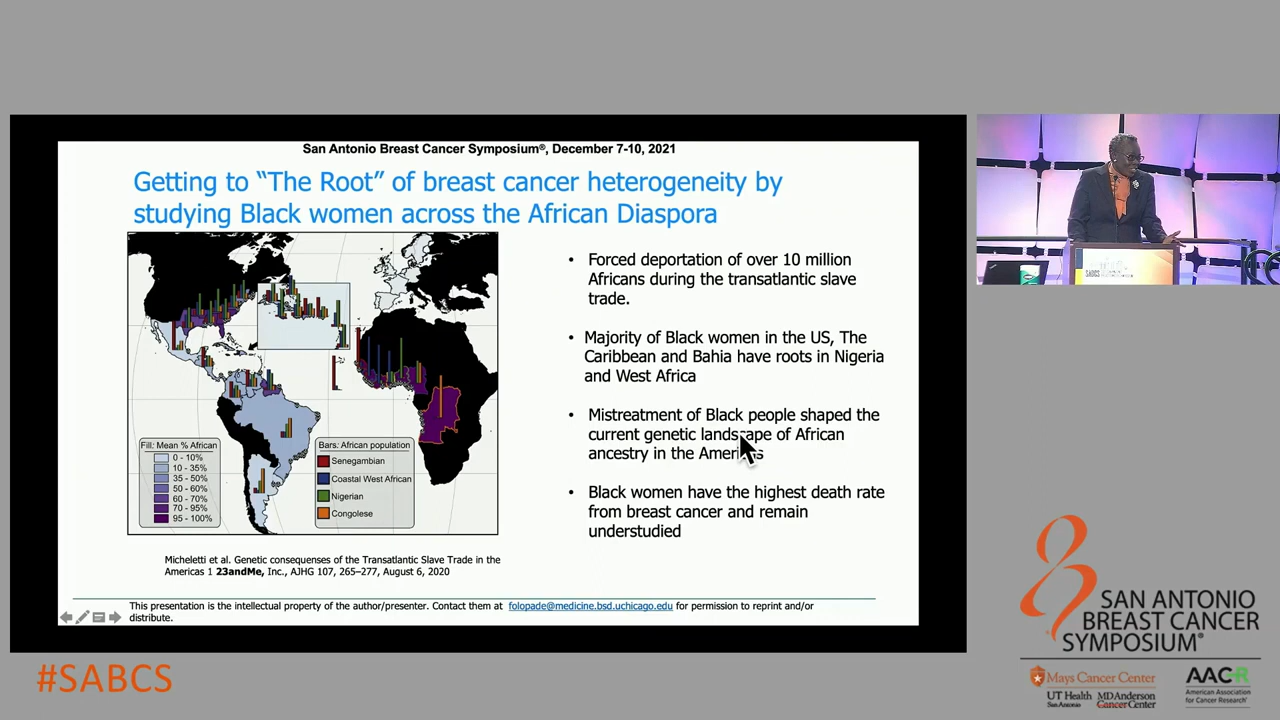 San Antonio Breast Cancer Symposium®, December 7-10, 2021
Getting to “The Root” of breast cancer heterogeneity by
studying Black women across the African Diaspora
Fill: Mean % African
0 - 10%
10 - 35%
35 - 50%
50 - 60%
60 - 70%
70 - 95%
95 - 100%
Bars: African population
Senegambian
Coastal West African
Nigerian
Congolese
Micheletti et al. Genetic consequenses of the Transatlantic Slave Trade in the
Americas 1 23andMe, Inc., AJHG 107, 265–277, August 6, 2020
• Forced deportation of over 10 million
Africans during the transatlantic slave
trade.
• Majority of Black women in the US, The
Caribbean and Bahia have roots in Nigeria
and West Africa
• Mistreatment of Black people shaped the
current genetic landscape of African
ancestry in the Americas
• Black women have the highest death rate
from breast cancer and remain
understudied
This presentation is the intellectual property of the author/presenter. Contact them at folopade@medicine.bsd.uchicago.edu for permission to reprint and/or
distribute.
SABCS
#SABCS
SAN ANTONIO
BREAST CANCER
SYMPOSIUM®
Mays Cancer Center
UT Health
San Antonio
MD Anderson
Cancer Center
AACR
American Association
for Cancer Research®